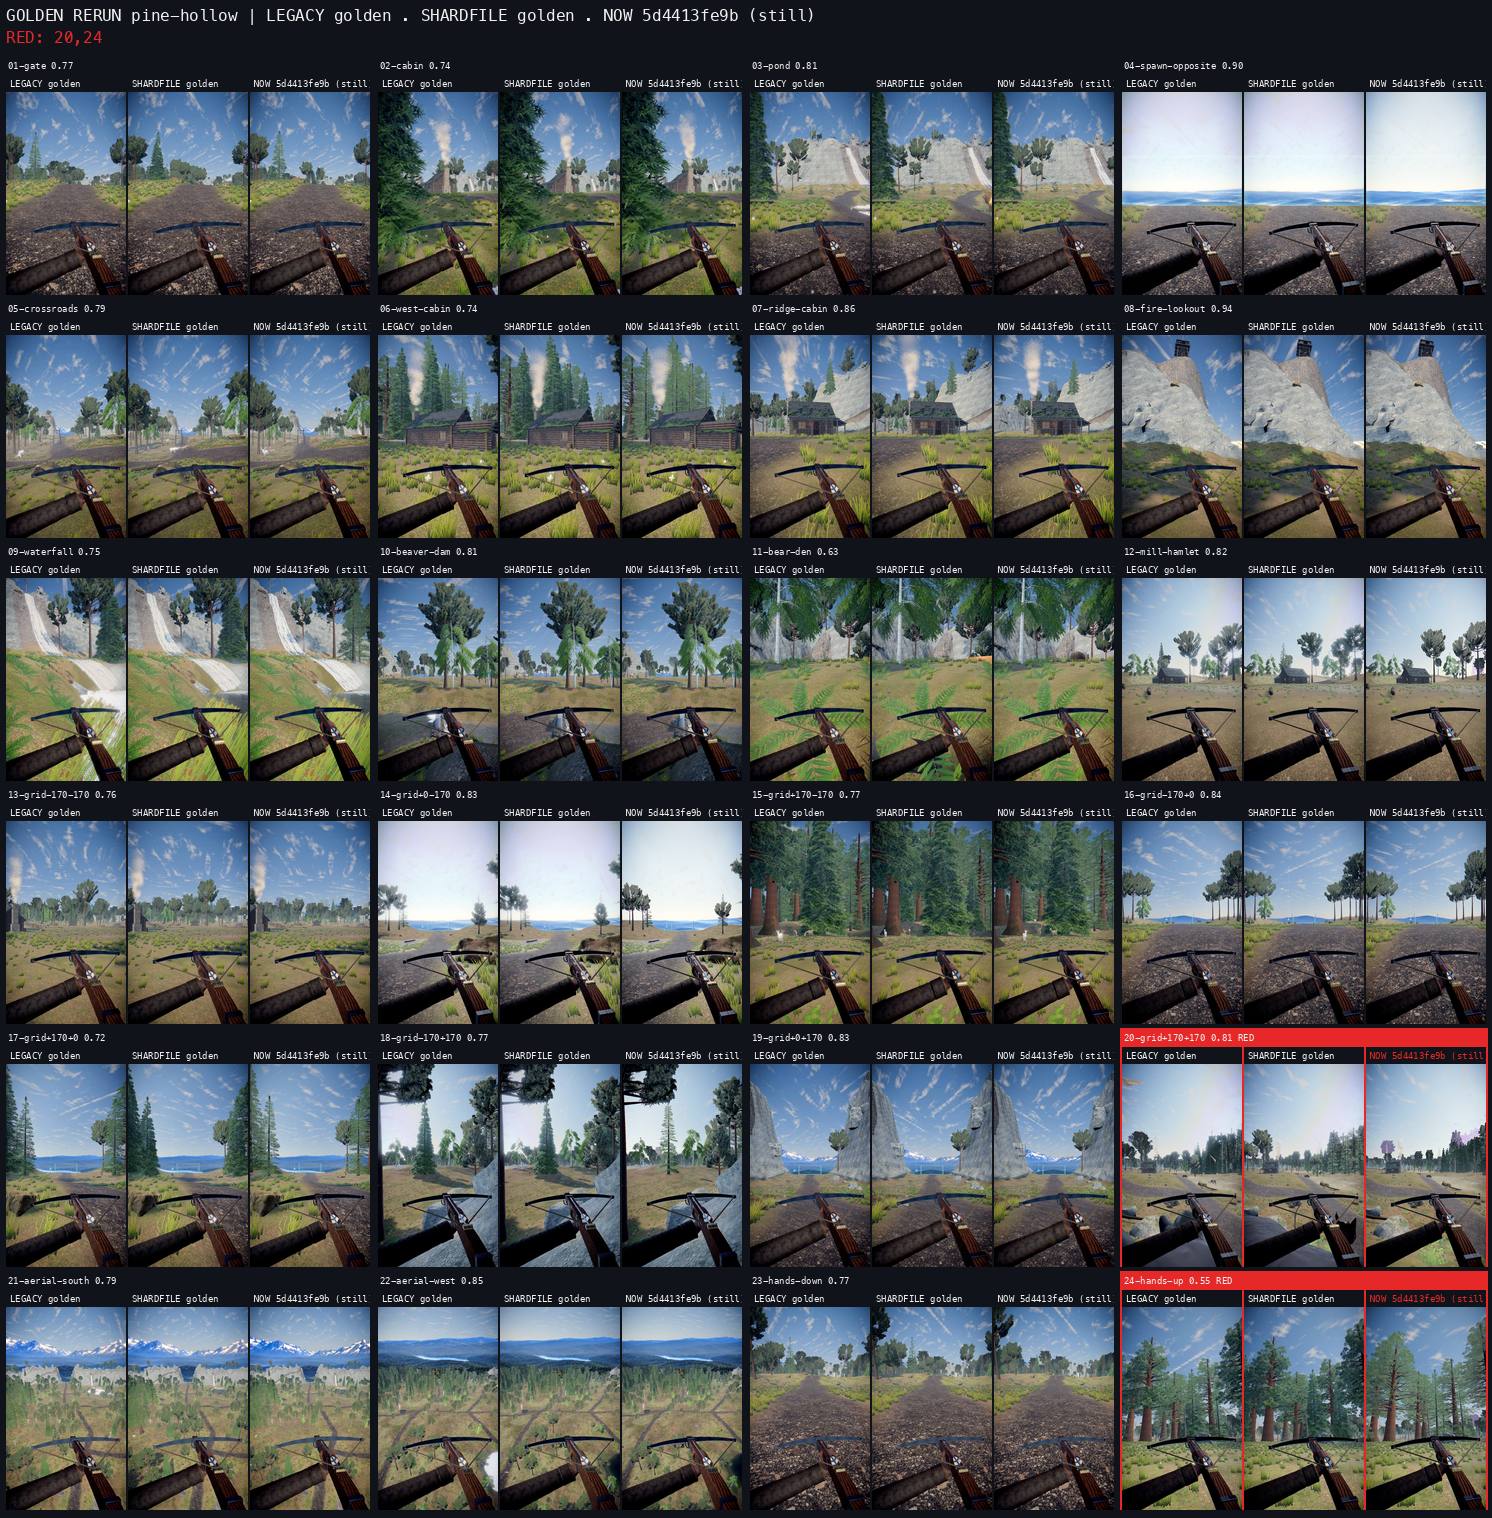 GOLDEN RERUN pine-hollow | LEGACY golden . SHARDFILE golden . NOW 5d4413fe9b (still)
RED: 20,24
01-gate 0.77
LEGACY golden SHARDFILE golden NOW 5d4413fe9b (still
02-cabin 0.74
LEGACY golden SHARDFILE golden NOW 5d4413fe9b (still
03-pond 0.81
LEGACY golden SHARDFILE golden NOW 5d4413fe9b (still
04-spawn-opposite 0.90
LEGACY golden SHARDFILE golden NOW 5d4413fe9b (still
05-crossroads 0.79
LEGACY golden SHARDFILE golden NOW 5d4413fe9b (still
06-west-cabin 0.74
LEGACY golden SHARDFILE golden NOW 5d4413fe9b (still
07-ridge-cabin 0.86
LEGACY golden SHARDFILE golden NOW 5d4413fe9b (still
08-fire-lookout 0.94
LEGACY golden SHARDFILE golden NOW 5d4413fe9b (still
09-waterfall 0.75
LEGACY golden SHARDFILE golden NOW 5d4413fe9b (still
10-beaver-dam 0.81
LEGACY golden SHARDFILE golden NOW 5d4413fe9b (still
11-bear-den 0.63
LEGACY golden SHARDFILE golden NOW 5d4413fe9b (still
12-mill-hamlet 0.82
LEGACY golden SHARDFILE golden NOW 5d4413fe9b (still
13-grid-170-170 0.76
LEGACY golden SHARDFILE golden NOW 5d4413fe9b (still
14-grid+0-170 0.83
LEGACY golden SHARDFILE golden NOW 5d4413fe9b (still
15-grid+170-170 0.77
LEGACY golden SHARDFILE golden NOW 5d4413fe9b (still
16-grid-170+0 0.84
LEGACY golden SHARDFILE golden NOW 5d4413fe9b (still
17-grid+170+0 0.72
LEGACY golden SHARDFILE golden NOW 5d4413fe9b (still
18-grid-170+170 0.77
LEGACY golden SHARDFILE golden NOW 5d4413fe9b (still
19-grid+0+170 0.83
LEGACY golden SHARDFILE golden NOW 5d4413fe9b (still
20-grid+170+170 0.81 RED
LEGACY golden SHARDFILE golden NOW 5d4413fe9b (still
21-aerial-south 0.79
LEGACY golden SHARDFILE golden NOW 5d4413fe9b (still
22-aerial-west 0.85
LEGACY golden SHARDFILE golden NOW 5d4413fe9b (still
23-hands-down 0.77
LEGACY golden SHARDFILE golden NOW 5d4413fe9b (still
24-hands-up 0.55 RED
LEGACY golden SHARDFILE golden NOW 5d4413fe9b (still